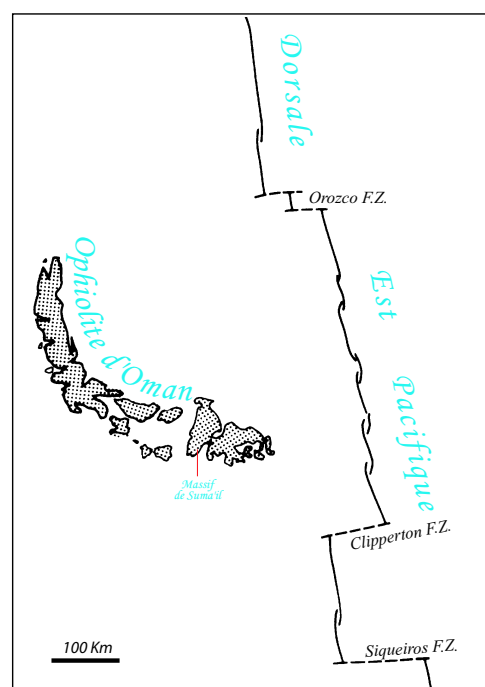 Dorsale
Orozco F.Z.
Est
Ophiolite d'Oman
Pacifique
Massif
de Suma'il
Clipperton F.Z.
Siqueiros F.Z.
100 Km